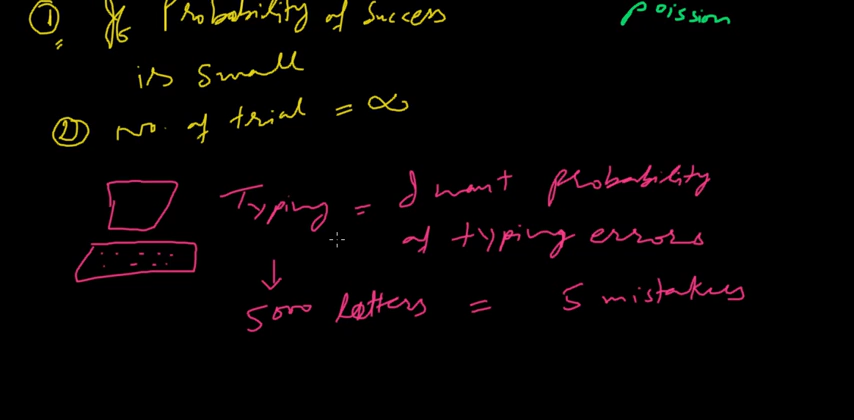 ① If Probability of Success
poission
is small
② No. of trial = ∞
Typing = I want probability
of typing errors
↓
5000 letters = 5 mistakes